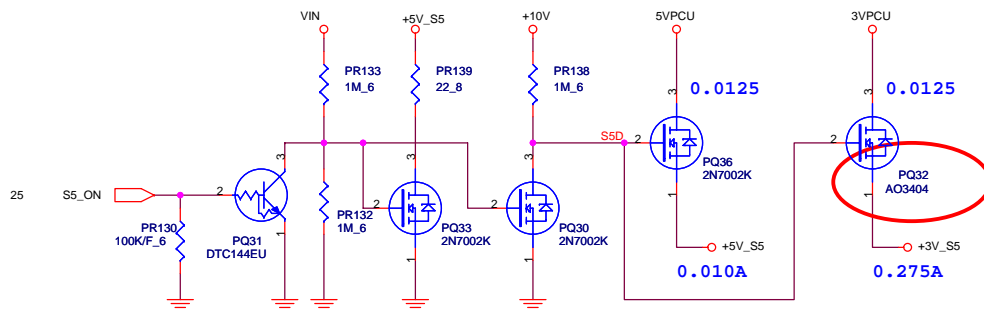 VIN
+5V_S5
+10V
5VPCU
3VPCU
PR133
1M_6
PR139
22_8
PR138
1M_6
0.0125
0.0125
3
3
3
3
3
S5D
2
2
PQ36
2N7002K
PQ32
AO3404
25
S5_ON
2
2
2
1
1
PR130
100K/F_6
PQ31
DTC144EU
1
PR132
1M_6
PQ33
2N7002K
1
PQ30
2N7002K
1
+5V_S5
+3V_S5
0.010A
0.275A